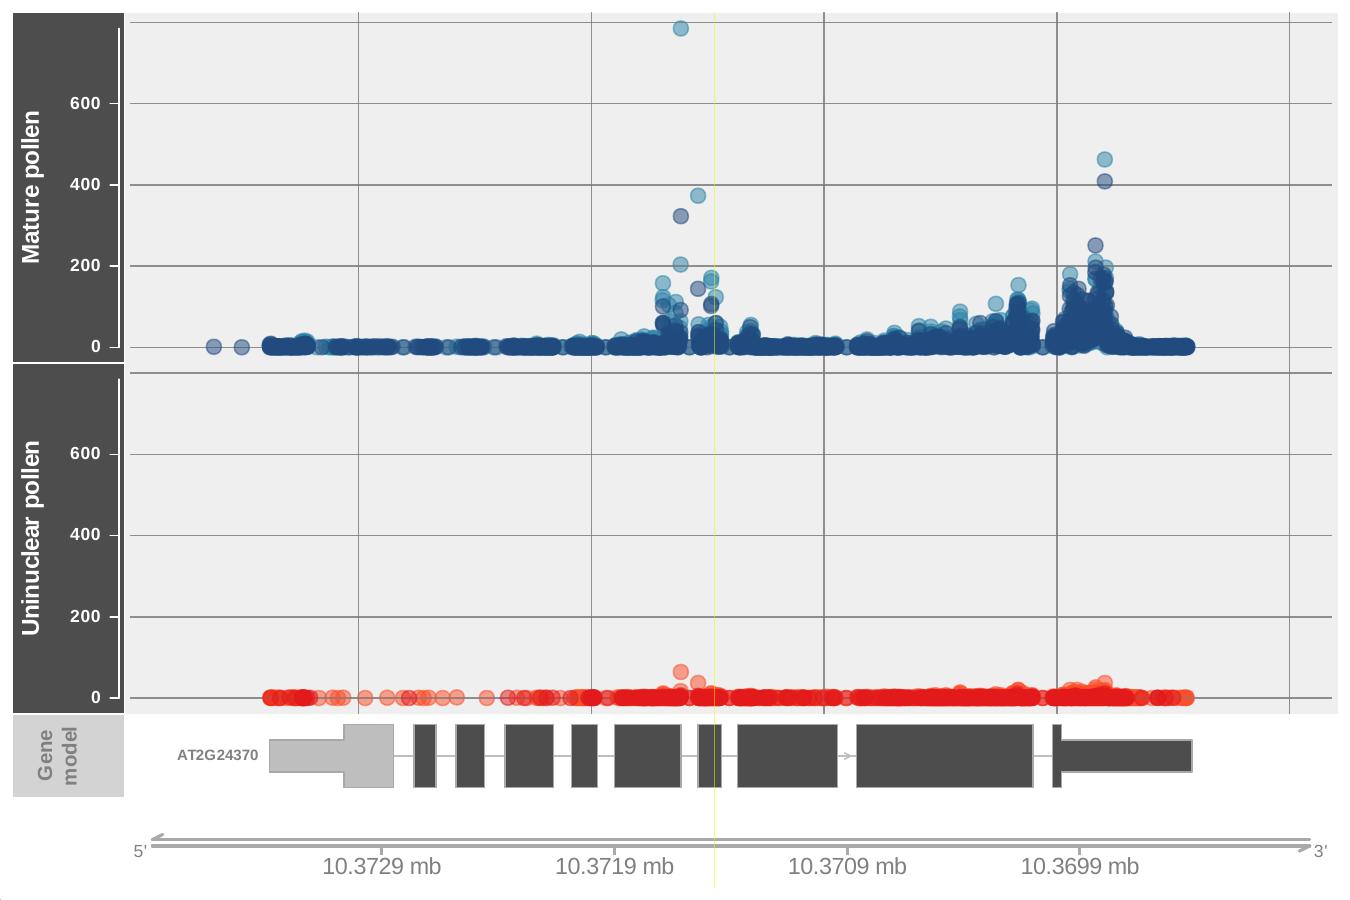 Mature pollen
600
400
200
0
Uninuclear pollen
600
400
200
0
Gene
model
AT2G24370
5'
3'
10.3729 mb
10.3719 mb
10.3709 mb
10.3699 mb